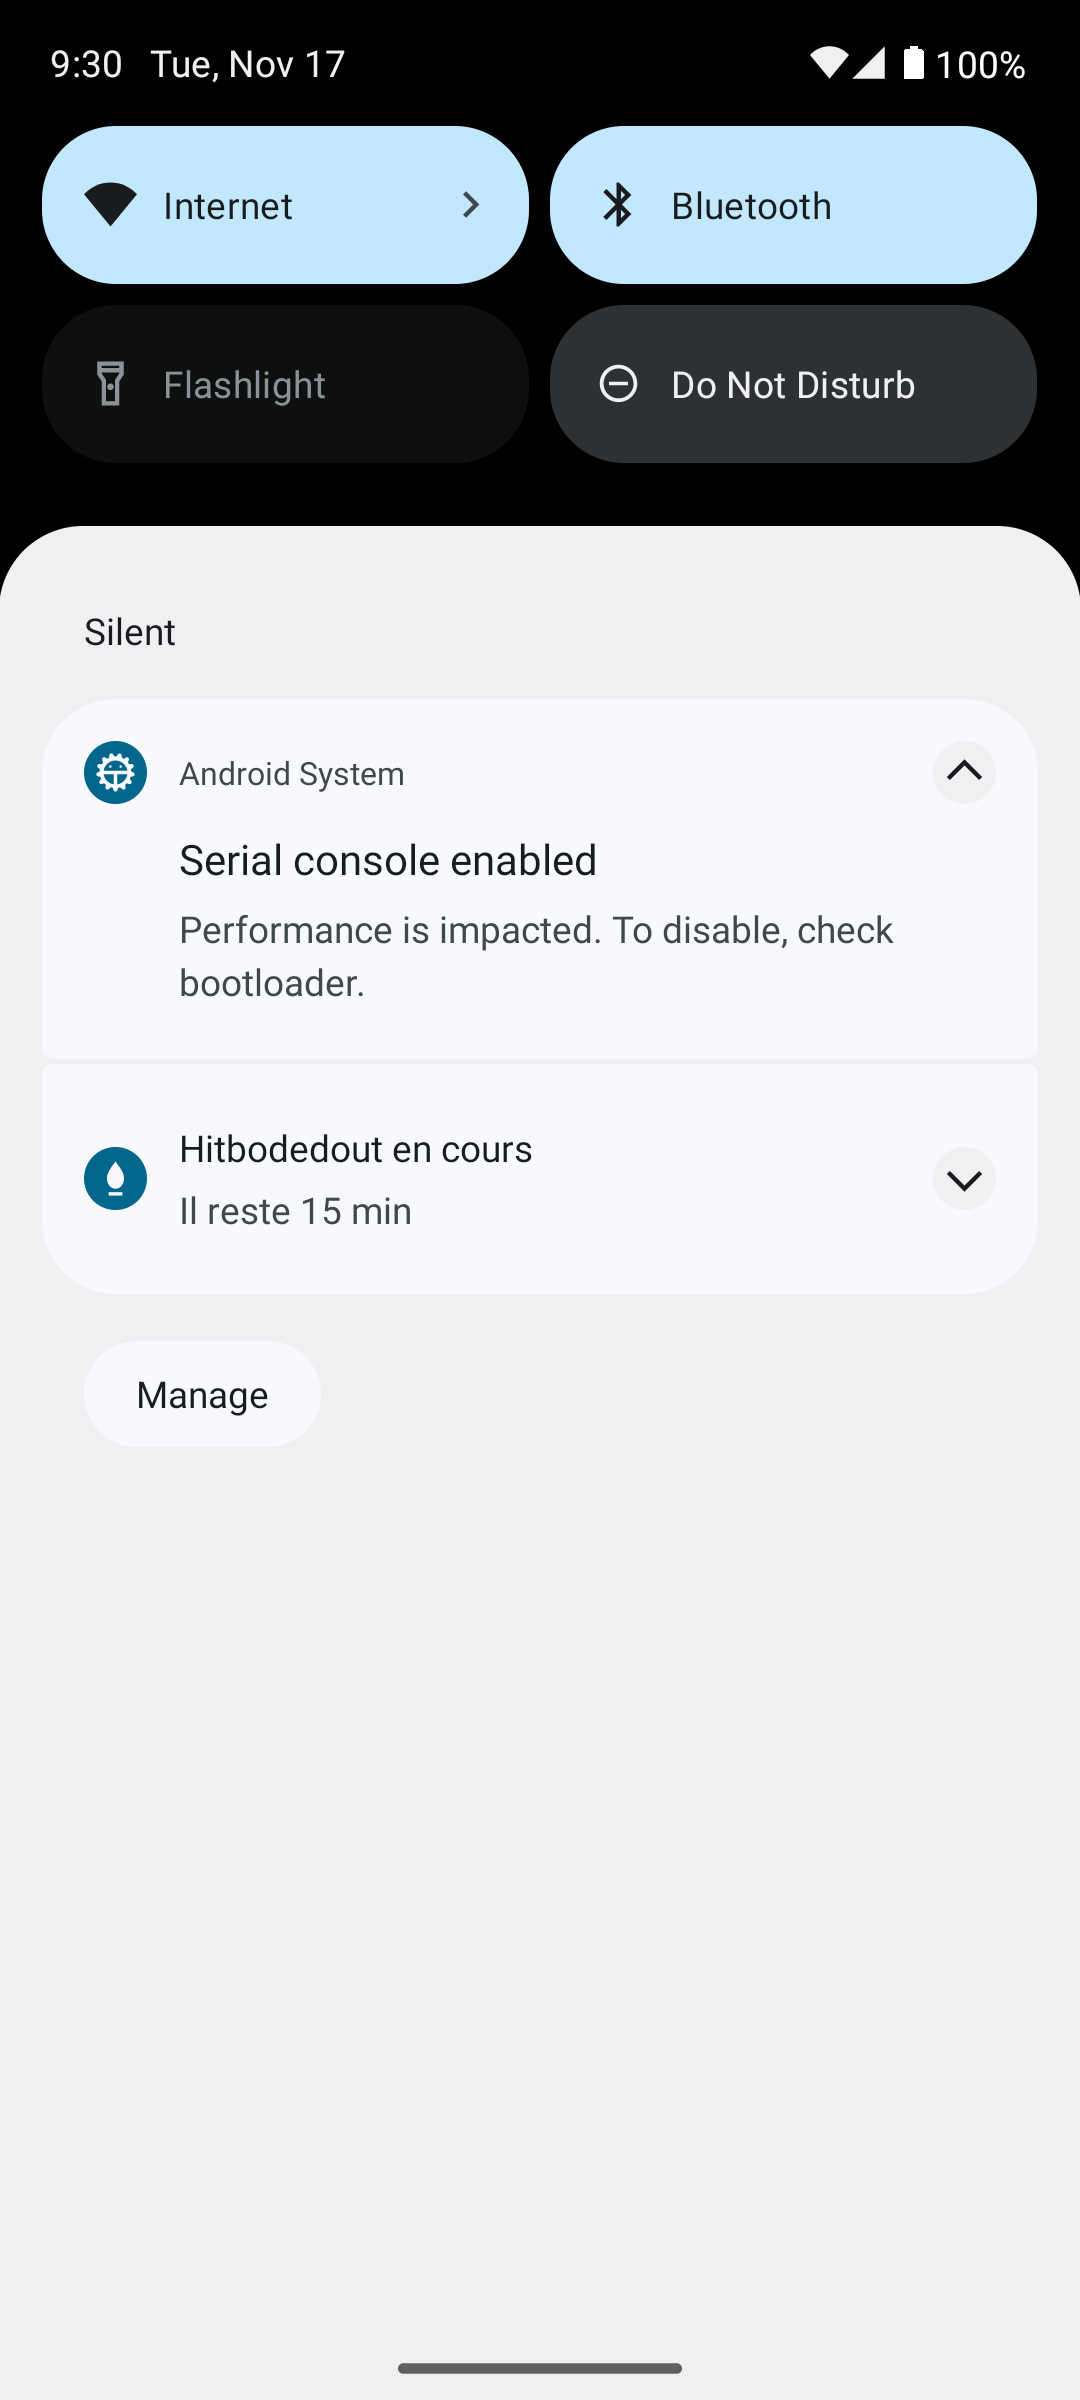 9:30 Tue, Nov 17 100%
Internet
Bluetooth
Flashlight
Do Not Disturb
Silent
Android System
Serial console enabled
Performance is impacted. To disable, check
bootloader.
Hitbodedout en cours
Il reste 15 min
Manage